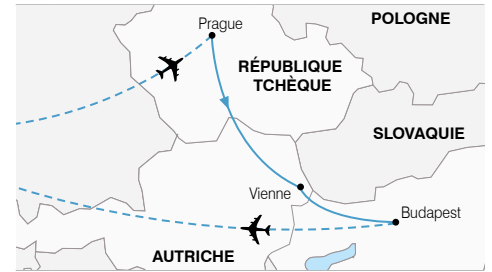 Prague
POLOGNE
RÉPUBLIQUE
TCHÈQUE
SLOVAQUIE
Vienne
Budapest
AUTRICHE